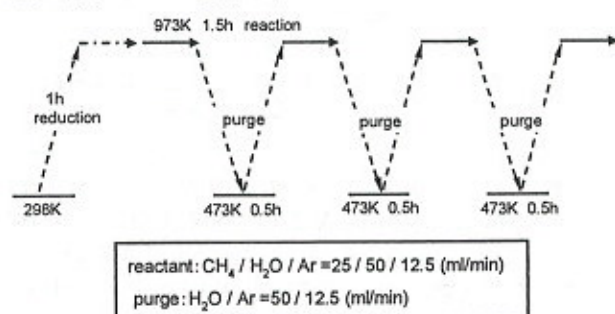 973K 1.5h reaction
1h
reduction
purge
purge
purge
298K
473K 0.5h
473K 0.5h
473K 0.5h
reactant: CH₄ / H₂O / Ar =25 / 50 / 12.5 (ml/min)
purge: H₂O / Ar =50 / 12.5 (ml/min)